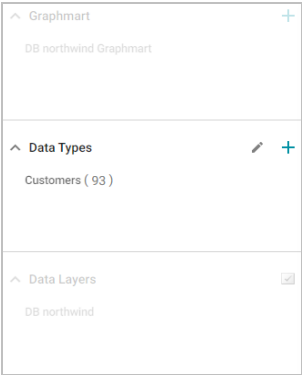 Graphmart
DB northwind Graphmart
Data Types
Customers ( 93 )
Data Layers
DB northwind